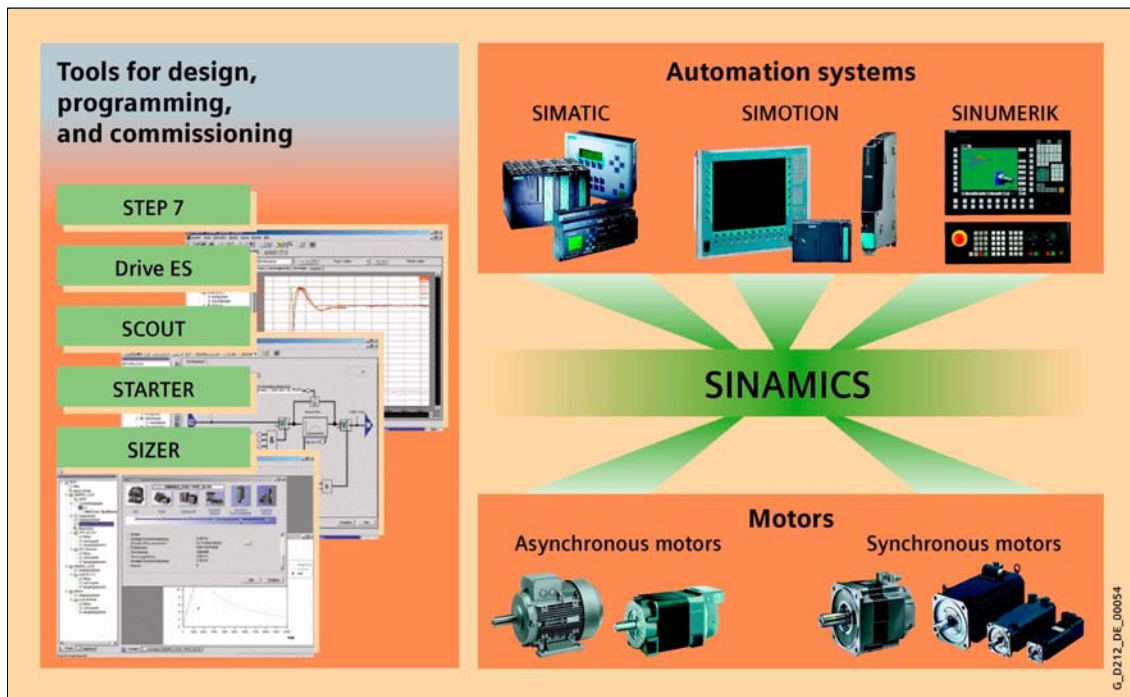 Tools for design,
programming,
and commissioning
STEP 7
Drive ES
SCOUT
STARTER
SIZER
Automation systems
SIMATIC
SIMOTION
SINUMERIK
SINAMICS
Motors
Asynchronous motors
Synchronous motors
G_D212_DE_00054